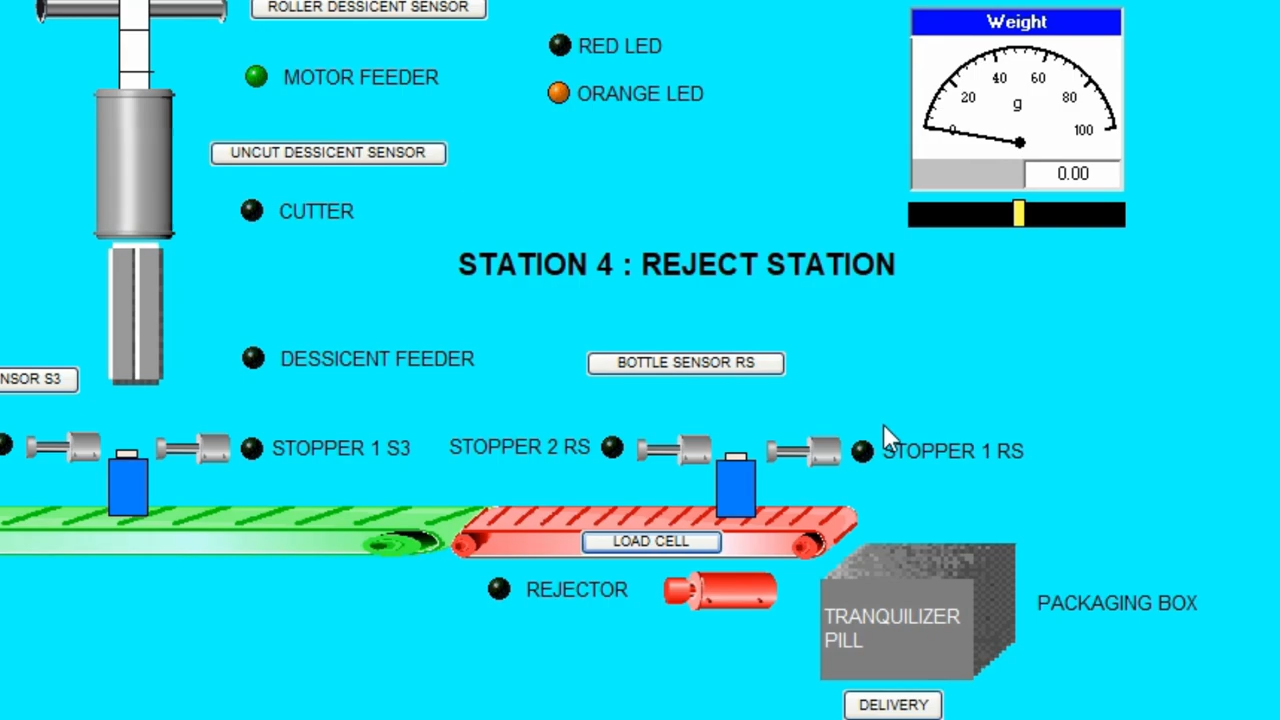 ROLLER DESSICENT SENSOR
RED LED
MOTOR FEEDER
ORANGE LED
Weight
0
20
40
60
80
100
g
0.00
UNCUT DESSICENT SENSOR
CUTTER
STATION 4 : REJECT STATION
DESSICENT FEEDER
BOTTLE SENSOR RS
NSOR S3
STOPPER 1 S3
STOPPER 2 RS
STOPPER 1 RS
LOAD CELL
REJECTOR
TRANQUILIZER
PILL
PACKAGING BOX
DELIVERY